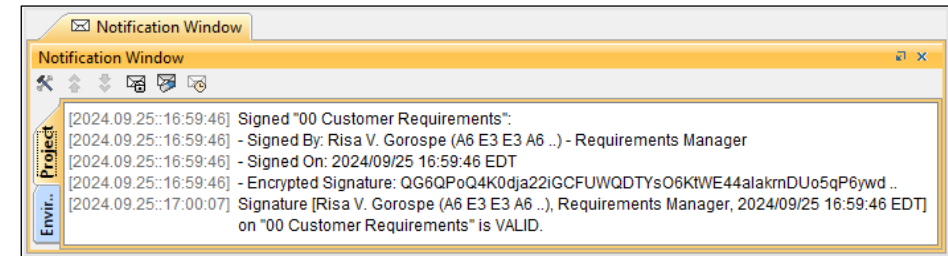 Notification Window
Notification Window
Project
Envir..
[2024.09.25::16:59:46] Signed "00 Customer Requirements":
[2024.09.25::16:59:46] - Signed By: Risa V. Gorospe (A6 E3 E3 A6 ..) - Requirements Manager
[2024.09.25::16:59:46] - Signed On: 2024/09/25 16:59:46 EDT
[2024.09.25::16:59:46] - Encrypted Signature: QG6QPoQ4K0dja22iGCFUWQDTYsO6KtWE44alakrnDUo5qP6ywd ..
[2024.09.25::17:00:07] Signature [Risa V. Gorospe (A6 E3 E3 A6 ..), Requirements Manager, 2024/09/25 16:59:46 EDT]
on "00 Customer Requirements" is VALID.